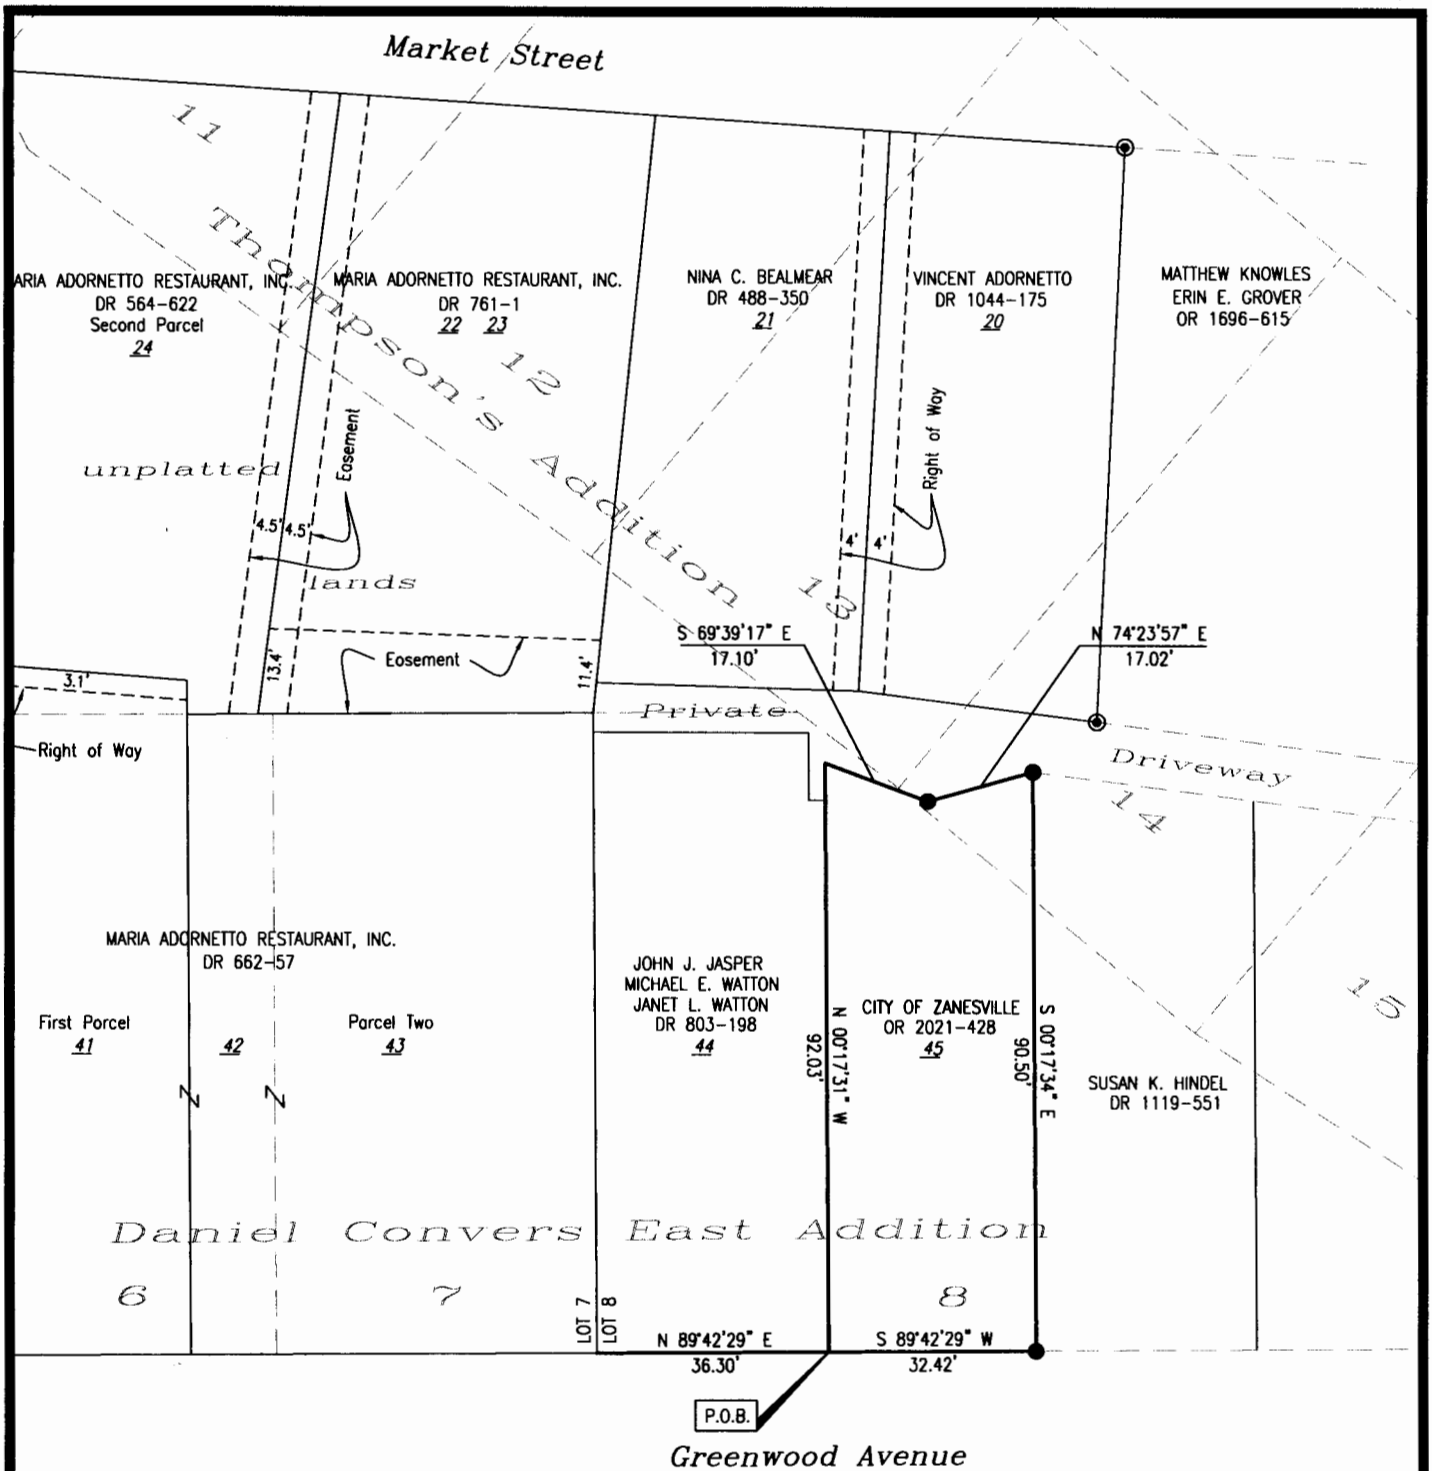 Market Street
11
Thompson's Addition
ARIA ADORNETTO RESTAURANT, INC.
DR 564-622
Second Parcel
24
MARIA ADORNETTO RESTAURANT, INC.
DR 761-1
22 23
12
NINA C. BEALMEAR
DR 488-350
21
VINCENT ADORNETTO
DR 1044-175
20
MATTHEW KNOWLES
ERIN E. GROVER
OR 1696-615
unplatted
lands
Easement
4.5' 4.5'
Right of Way
4' 4'
13
S 69°39'17" E
17.10'
N 74°23'57" E
17.02'
3.1'
13.4'
Easement
11.4'
Private
Driveway
Right of Way
14
15
MARIA ADORNETTO RESTAURANT, INC.
DR 662-57
First Parcel
41
42
Parcel Two
43
JOHN J. JASPER
MICHAEL E. WATTON
JANET L. WATTON
DR 803-198
44
N 00°17'31" W
92.03'
CITY OF ZANESVILLE
OR 2021-428
45
S 00°17'34" E
90.50'
SUSAN K. HINDEL
DR 1119-551
Z Z
Daniel Convers East Addition
6 7 8
LOT 7
LOT 8
N 89°42'29" E
36.30'
S 89°42'29" W
32.42'
P.O.B.
Greenwood Avenue